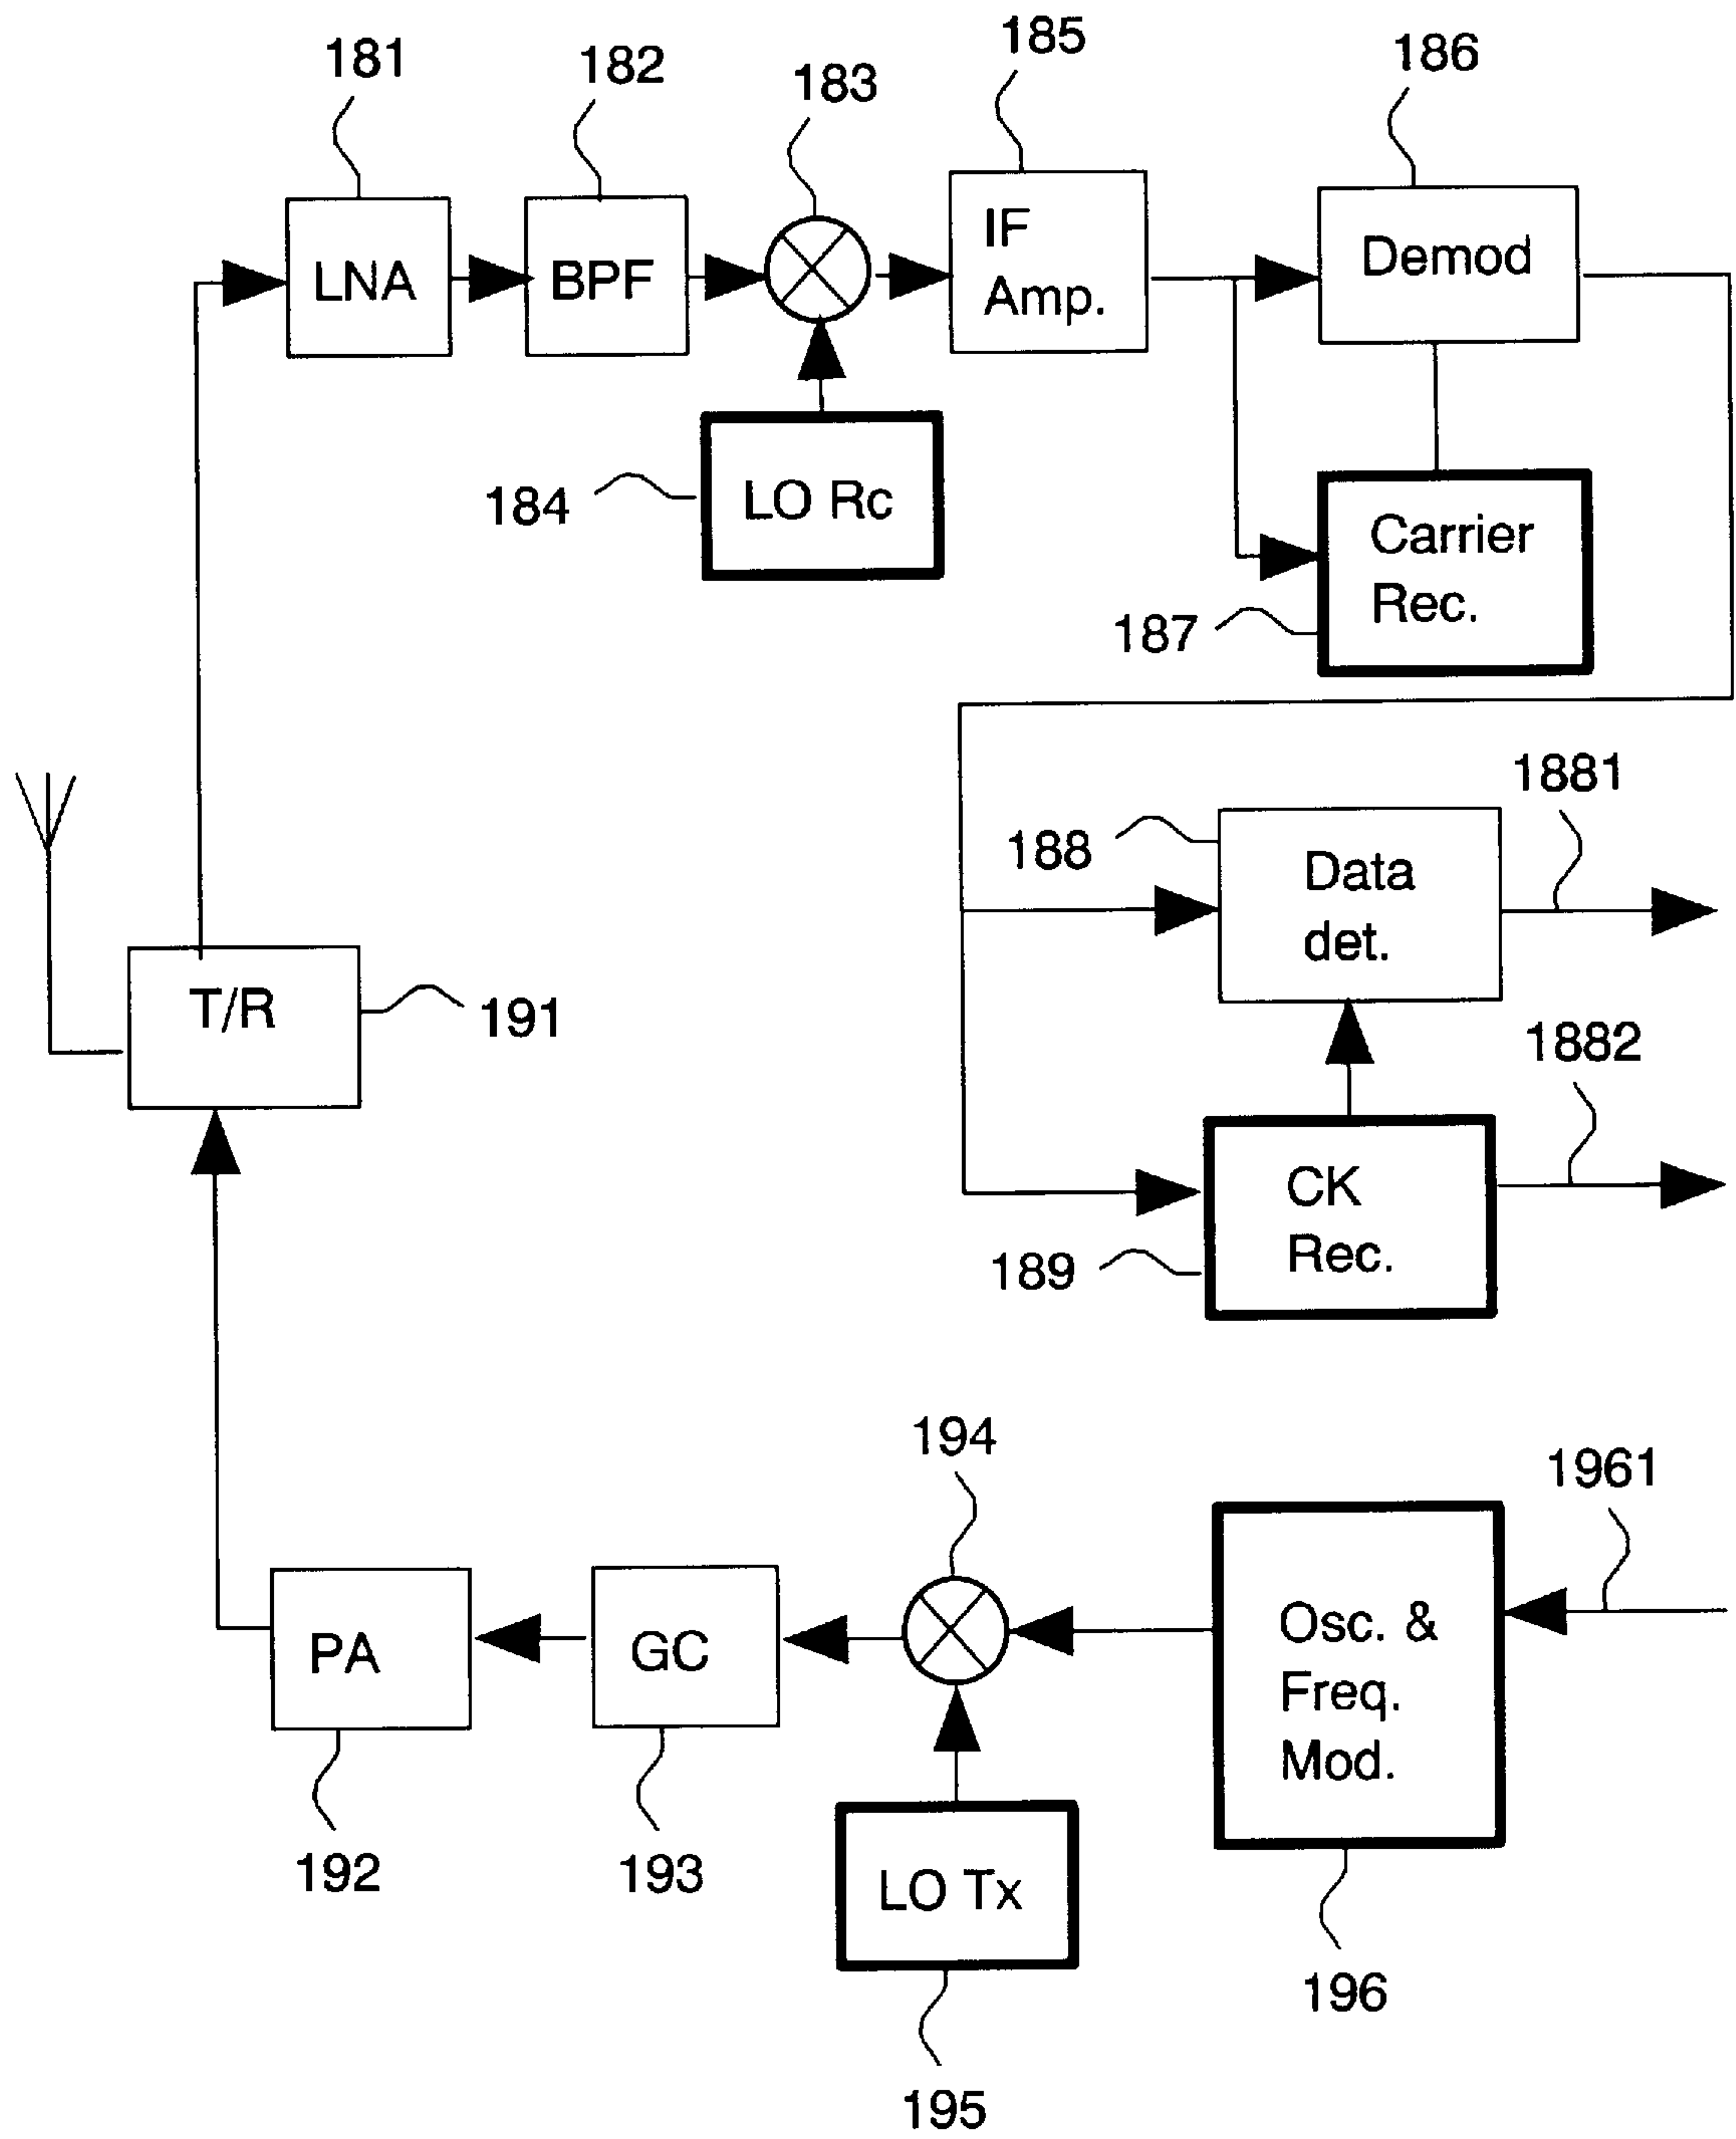 181
182
183
185
186
LNA
BPF
IF
Amp.
Demod
184
LO Rc
Carrier
Rec.
187
1881
188
Data
det.
T/R
191
1882
CK
Rec.
189
194
1961
PA
GC
Osc. &
Freq.
Mod.
192
193
LO Tx
196
195